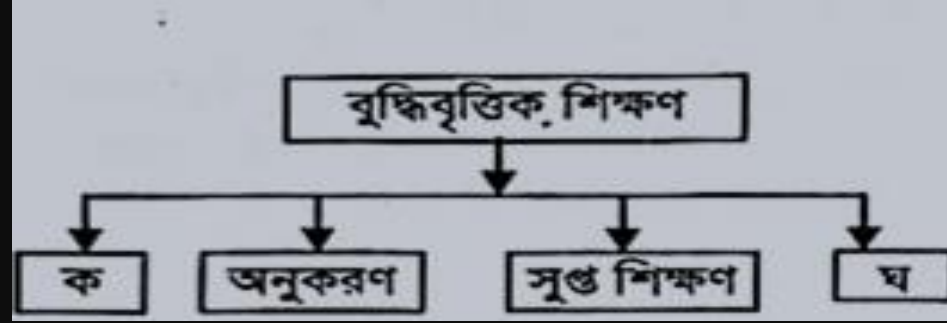 বুদ্ধিবৃত্তিক শিক্ষণ
ক
অনুকরণ
সুপ্ত শিক্ষণ
ঘ